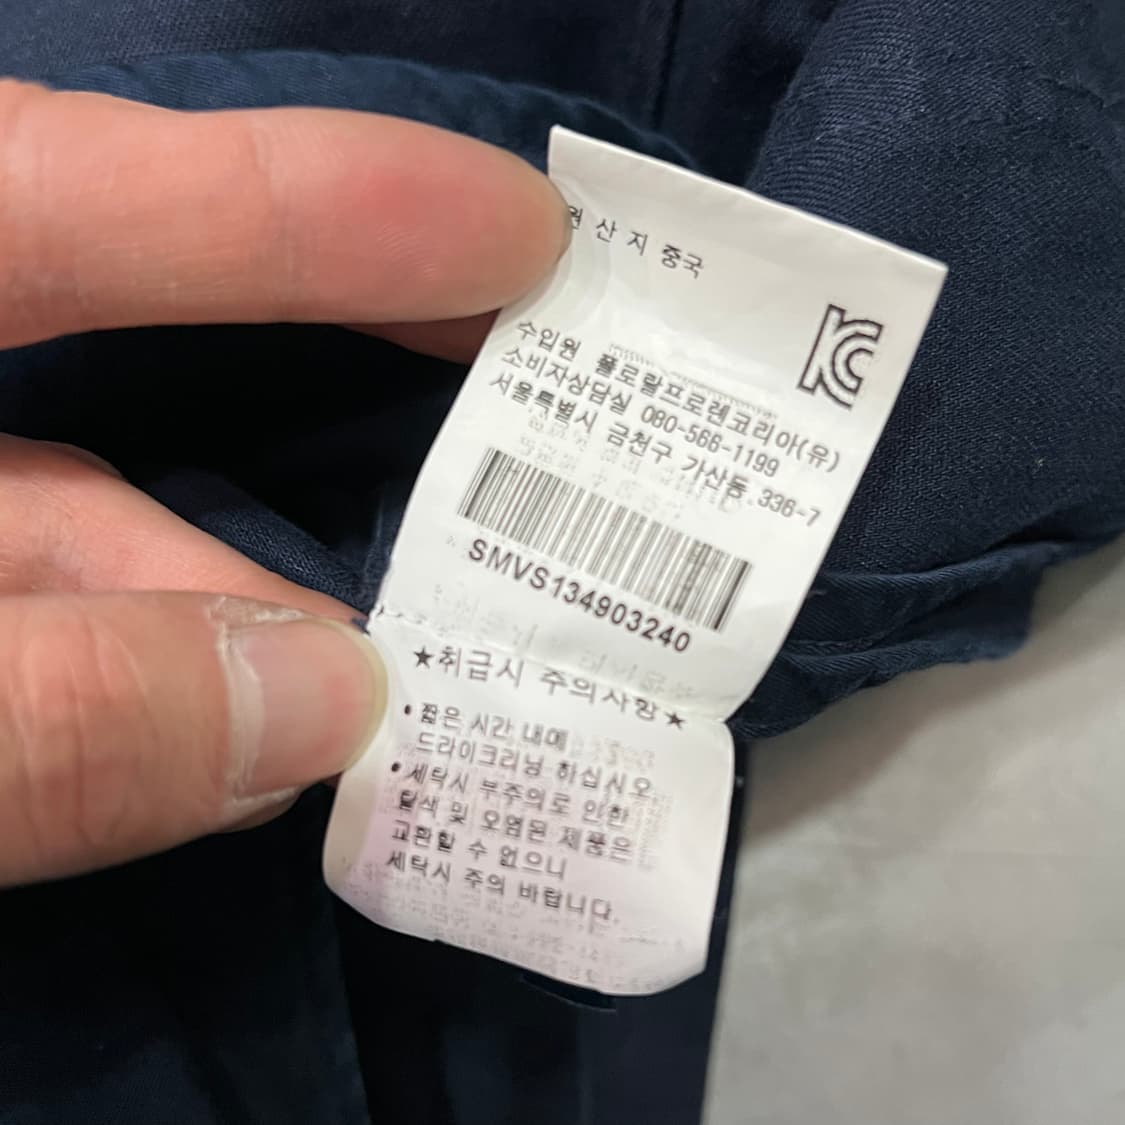 원 산 지 중국
KC
수입원 폴로랄프로렌코리아(유)
소비자상담실 080-566-1199
서울특별시 금천구 가산동 336-7
SMVS134903240
★취급시 주의사항★
• 짧은 시간 내에
드라이크리닝 하십시오
• 세탁시 부주의로 인한
탈색 및 오염된 제품은
교환할 수 없으니
세탁시 주의 바랍니다.